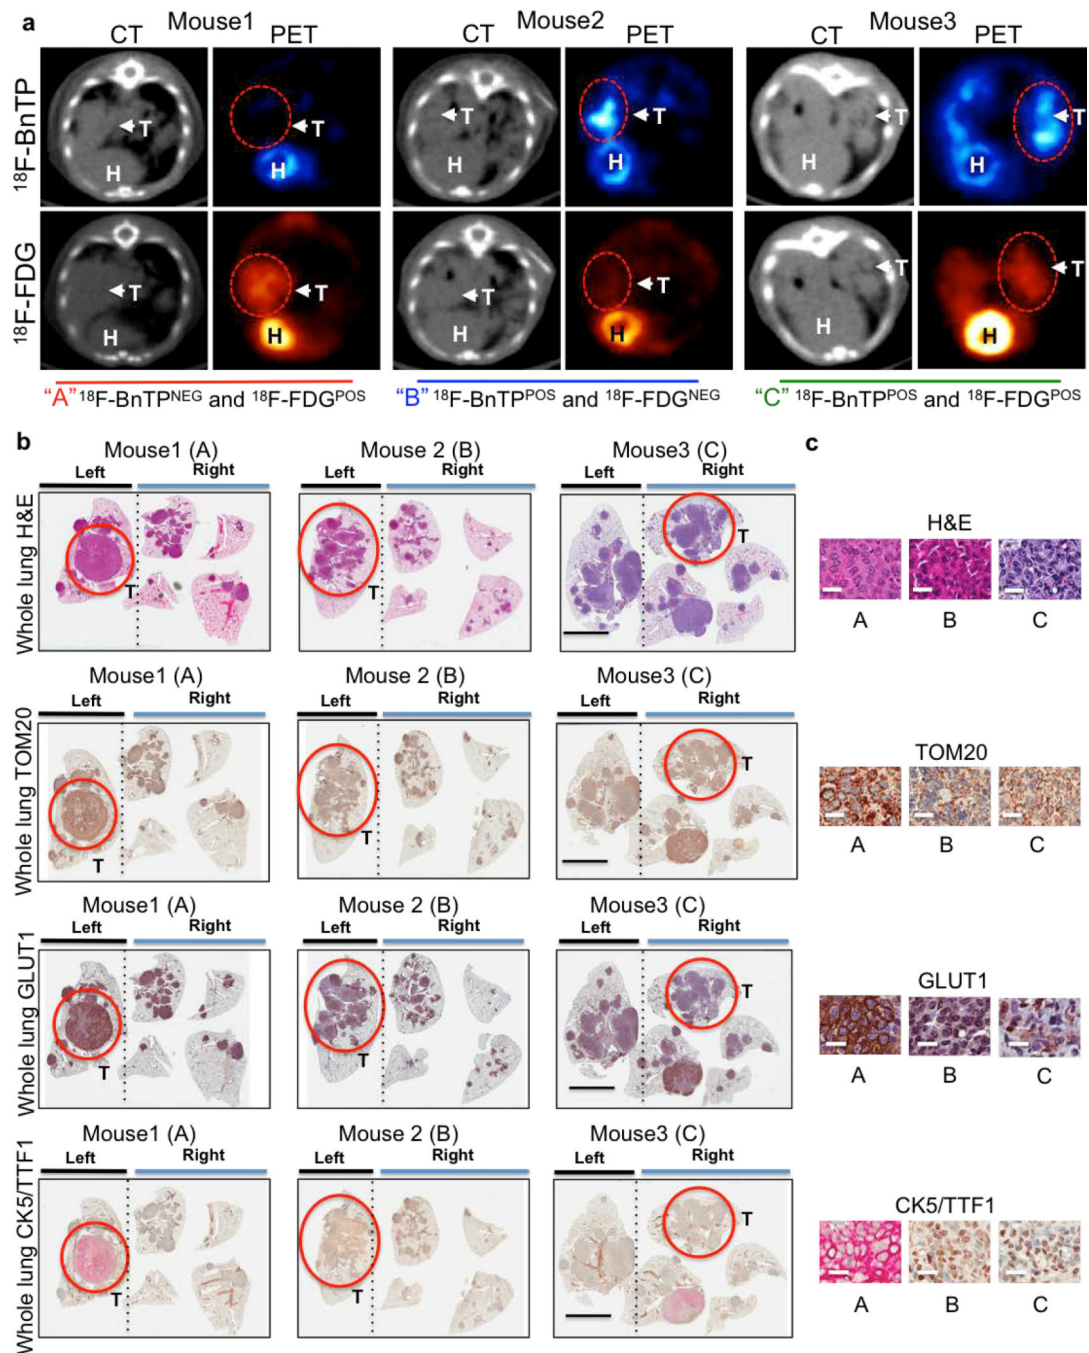 a
Mouse1 Mouse2 Mouse3
CT PET CT PET CT PET
18F-BnTP
T T T T T T
H H H H H H
18F-FDG
T T T T T T
H H H H H H
“A” 18F-BnTPNEG and 18F-FDGPOS “B” 18F-BnTPPOS and 18F-FDGNEG “C” 18F-BnTPPOS and 18F-FDGPOS
b c
Mouse1 (A) Mouse 2 (B) Mouse3 (C)
Left Right Left Right Left Right
Whole lung H&E
T T T
H&E
A B C
Mouse1 (A) Mouse 2 (B) Mouse3 (C)
Left Right Left Right Left Right
Whole lung TOM20
T T T
TOM20
A B C
Mouse1 (A) Mouse 2 (B) Mouse3 (C)
Left Right Left Right Left Right
Whole lung GLUT1
T T T
GLUT1
A B C
Mouse1 (A) Mouse 2 (B) Mouse3 (C)
Left Right Left Right Left Right
Whole lung CK5/TTF1
T T T
CK5/TTF1
A B C